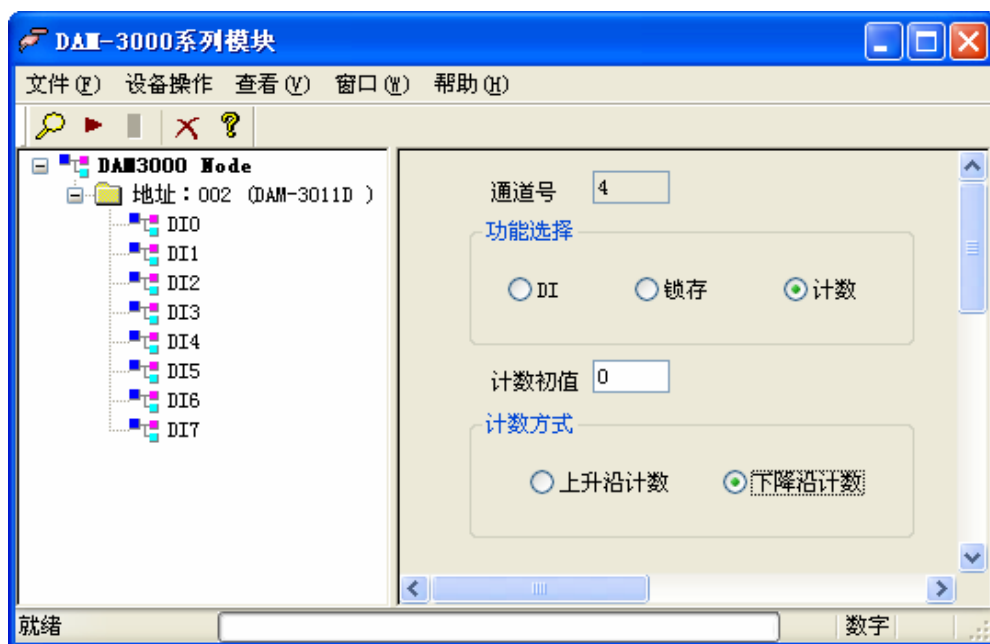 DAM-3000系列模块
文件(F) 设备操作 查看(V) 窗口(W) 帮助(H)
DAM3000 Node
地址：002 (DAM-3011D )
DI0
DI1
DI2
DI3
DI4
DI5
DI6
DI7
通道号 4
功能选择
DI 锁存 计数
计数初值 0
计数方式
上升沿计数 下降沿计数
就绪 数字